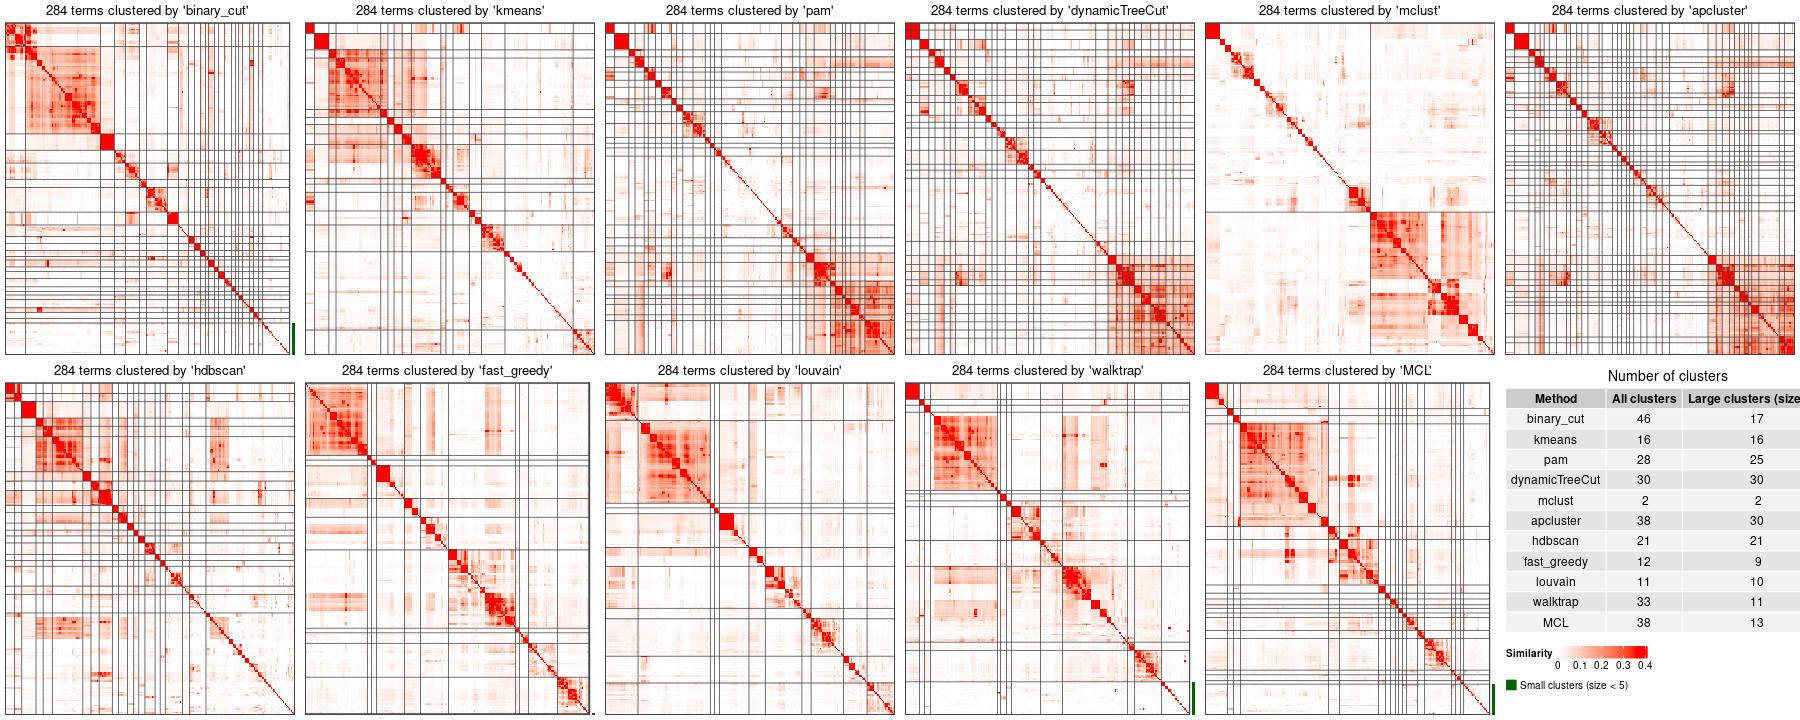 284 terms clustered by 'binary_cut'
284 terms clustered by 'kmeans'
284 terms clustered by 'pam'
284 terms clustered by 'dynamicTreeCut'
284 terms clustered by 'mclust'
284 terms clustered by 'apcluster'
284 terms clustered by 'hdbscan'
284 terms clustered by 'fast_greedy'
284 terms clustered by 'louvain'
284 terms clustered by 'walktrap'
284 terms clustered by 'MCL'
Number of clusters
Method All clusters Large clusters (size
binary_cut 46 17
kmeans 16 16
pam 28 25
dynamicTreeCut 30 30
mclust 2 2
apcluster 38 30
hdbscan 21 21
fast_greedy 12 9
louvain 11 10
walktrap 33 11
MCL 38 13
Similarity
0 0.1 0.2 0.3 0.4
Small clusters (size < 5)